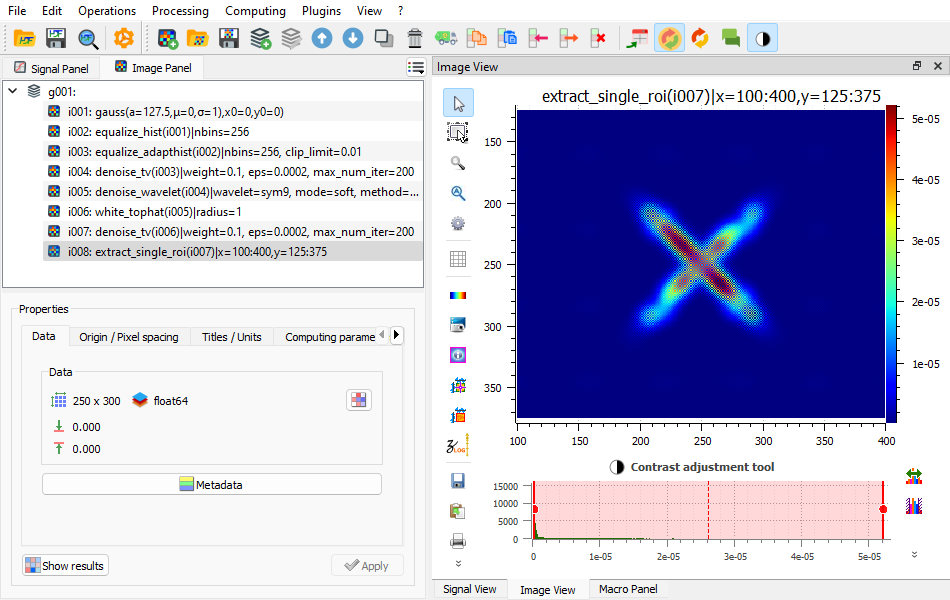 File Edit Operations Processing Computing Plugins View ?
Signal Panel Image Panel
g001:
i001: gauss(a=127.5,μ=0,σ=1),x0=0,y0=0)
i002: equalize_hist(i001)|nbins=256
i003: equalize_adapthist(i002)|nbins=256, clip_limit=0.01
i004: denoise_tv(i003)|weight=0.1, eps=0.0002, max_num_iter=200
i005: denoise_wavelet(i004)|wavelet=sym9, mode=soft, method=...
i006: white_tophat(i005)|radius=1
i007: denoise_tv(i006)|weight=0.1, eps=0.0002, max_num_iter=200
i008: extract_single_roi(i007)|x=100:400,y=125:375
Properties
Data Origin / Pixel spacing Titles / Units Computing parame
Data
250 x 300 float64
0.000
0.000
Metadata
Show results Apply
Image View
extract_single_roi(i007)|x=100:400,y=125:375
150
200
250
300
350
100 150 200 250 300 350 400
5e-05
4e-05
3e-05
2e-05
1e-05
Contrast adjustment tool
15000
10000
5000
0
0 1e-05 2e-05 3e-05 4e-05 5e-05
LOG
Signal View Image View Macro Panel